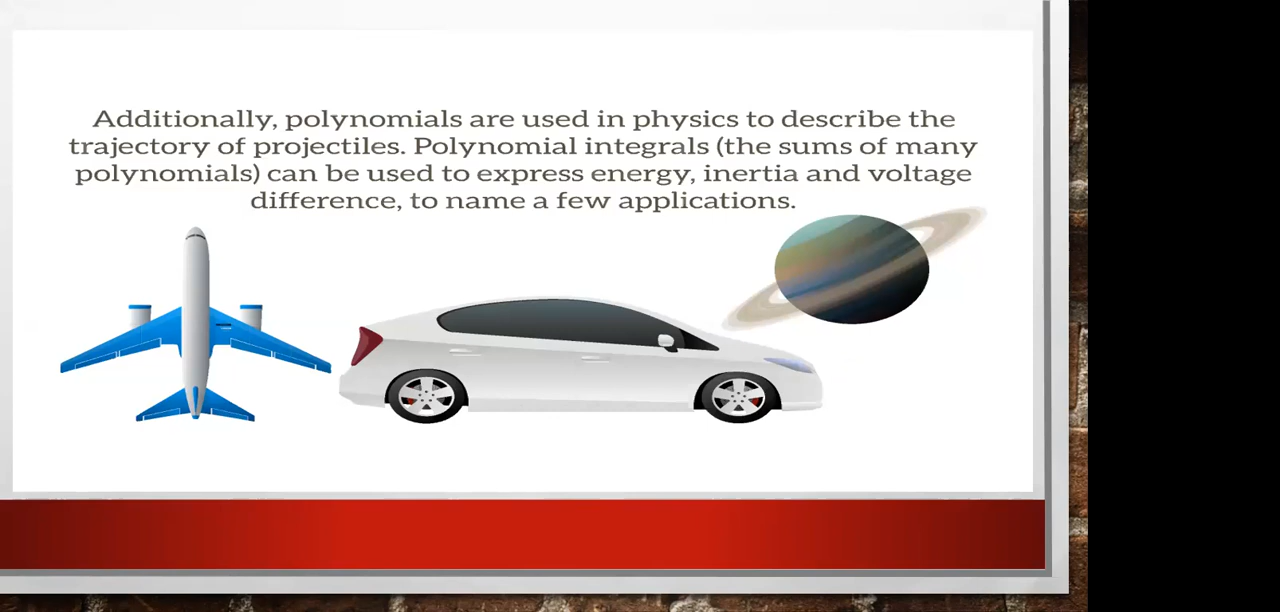 Additionally, polynomials are used in physics to describe the
trajectory of projectiles. Polynomial integrals (the sums of many
polynomials) can be used to express energy, inertia and voltage
difference, to name a few applications.